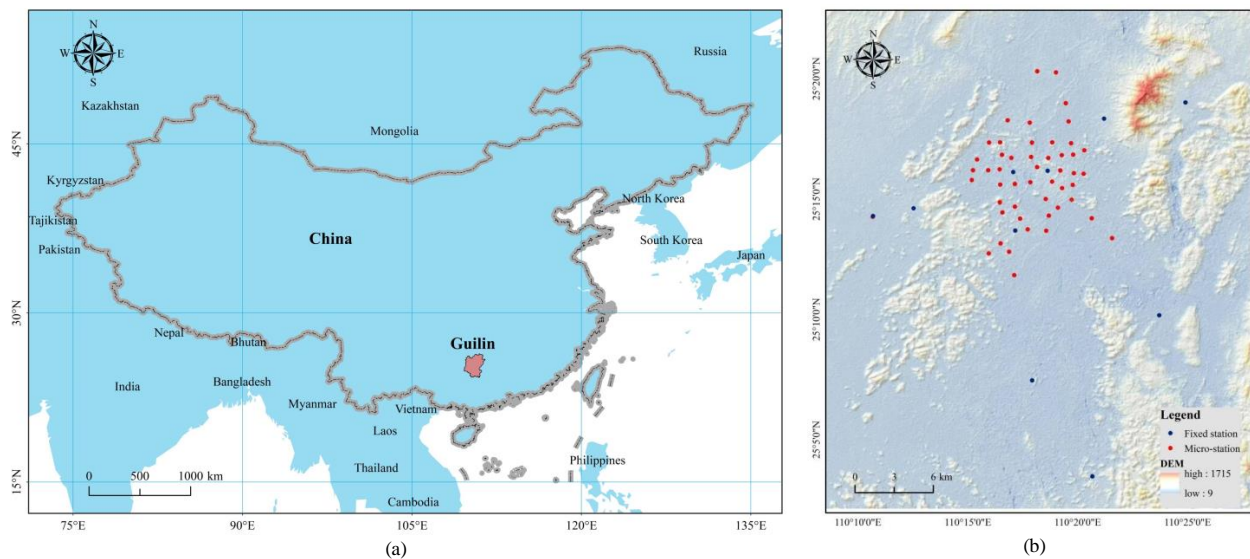 N
W
E
S
Russia
Kazakhstan
Mongolia
45°N
Kyrgyzstan
North Korea
Tajikistan
China
South Korea
Pakistan
Japan
30°N
Nepal
Bhutan
Guilin
India
Bangladesh
Myanmar
Vietnam
Laos
Philippines
0 500 1000 km
Thailand
15°N
Cambodia
75°E 90°E 105°E 120°E 135°E
(a)
N
W
E
S
25°20'0"N
25°15'0"N
25°10'0"N
25°5'0"N
Legend
Fixed station
Micro-station
DEM
high : 1715
low : 9
0 3 6 km
110°10'0"E 110°15'0"E 110°20'0"E 110°25'0"E
(b)